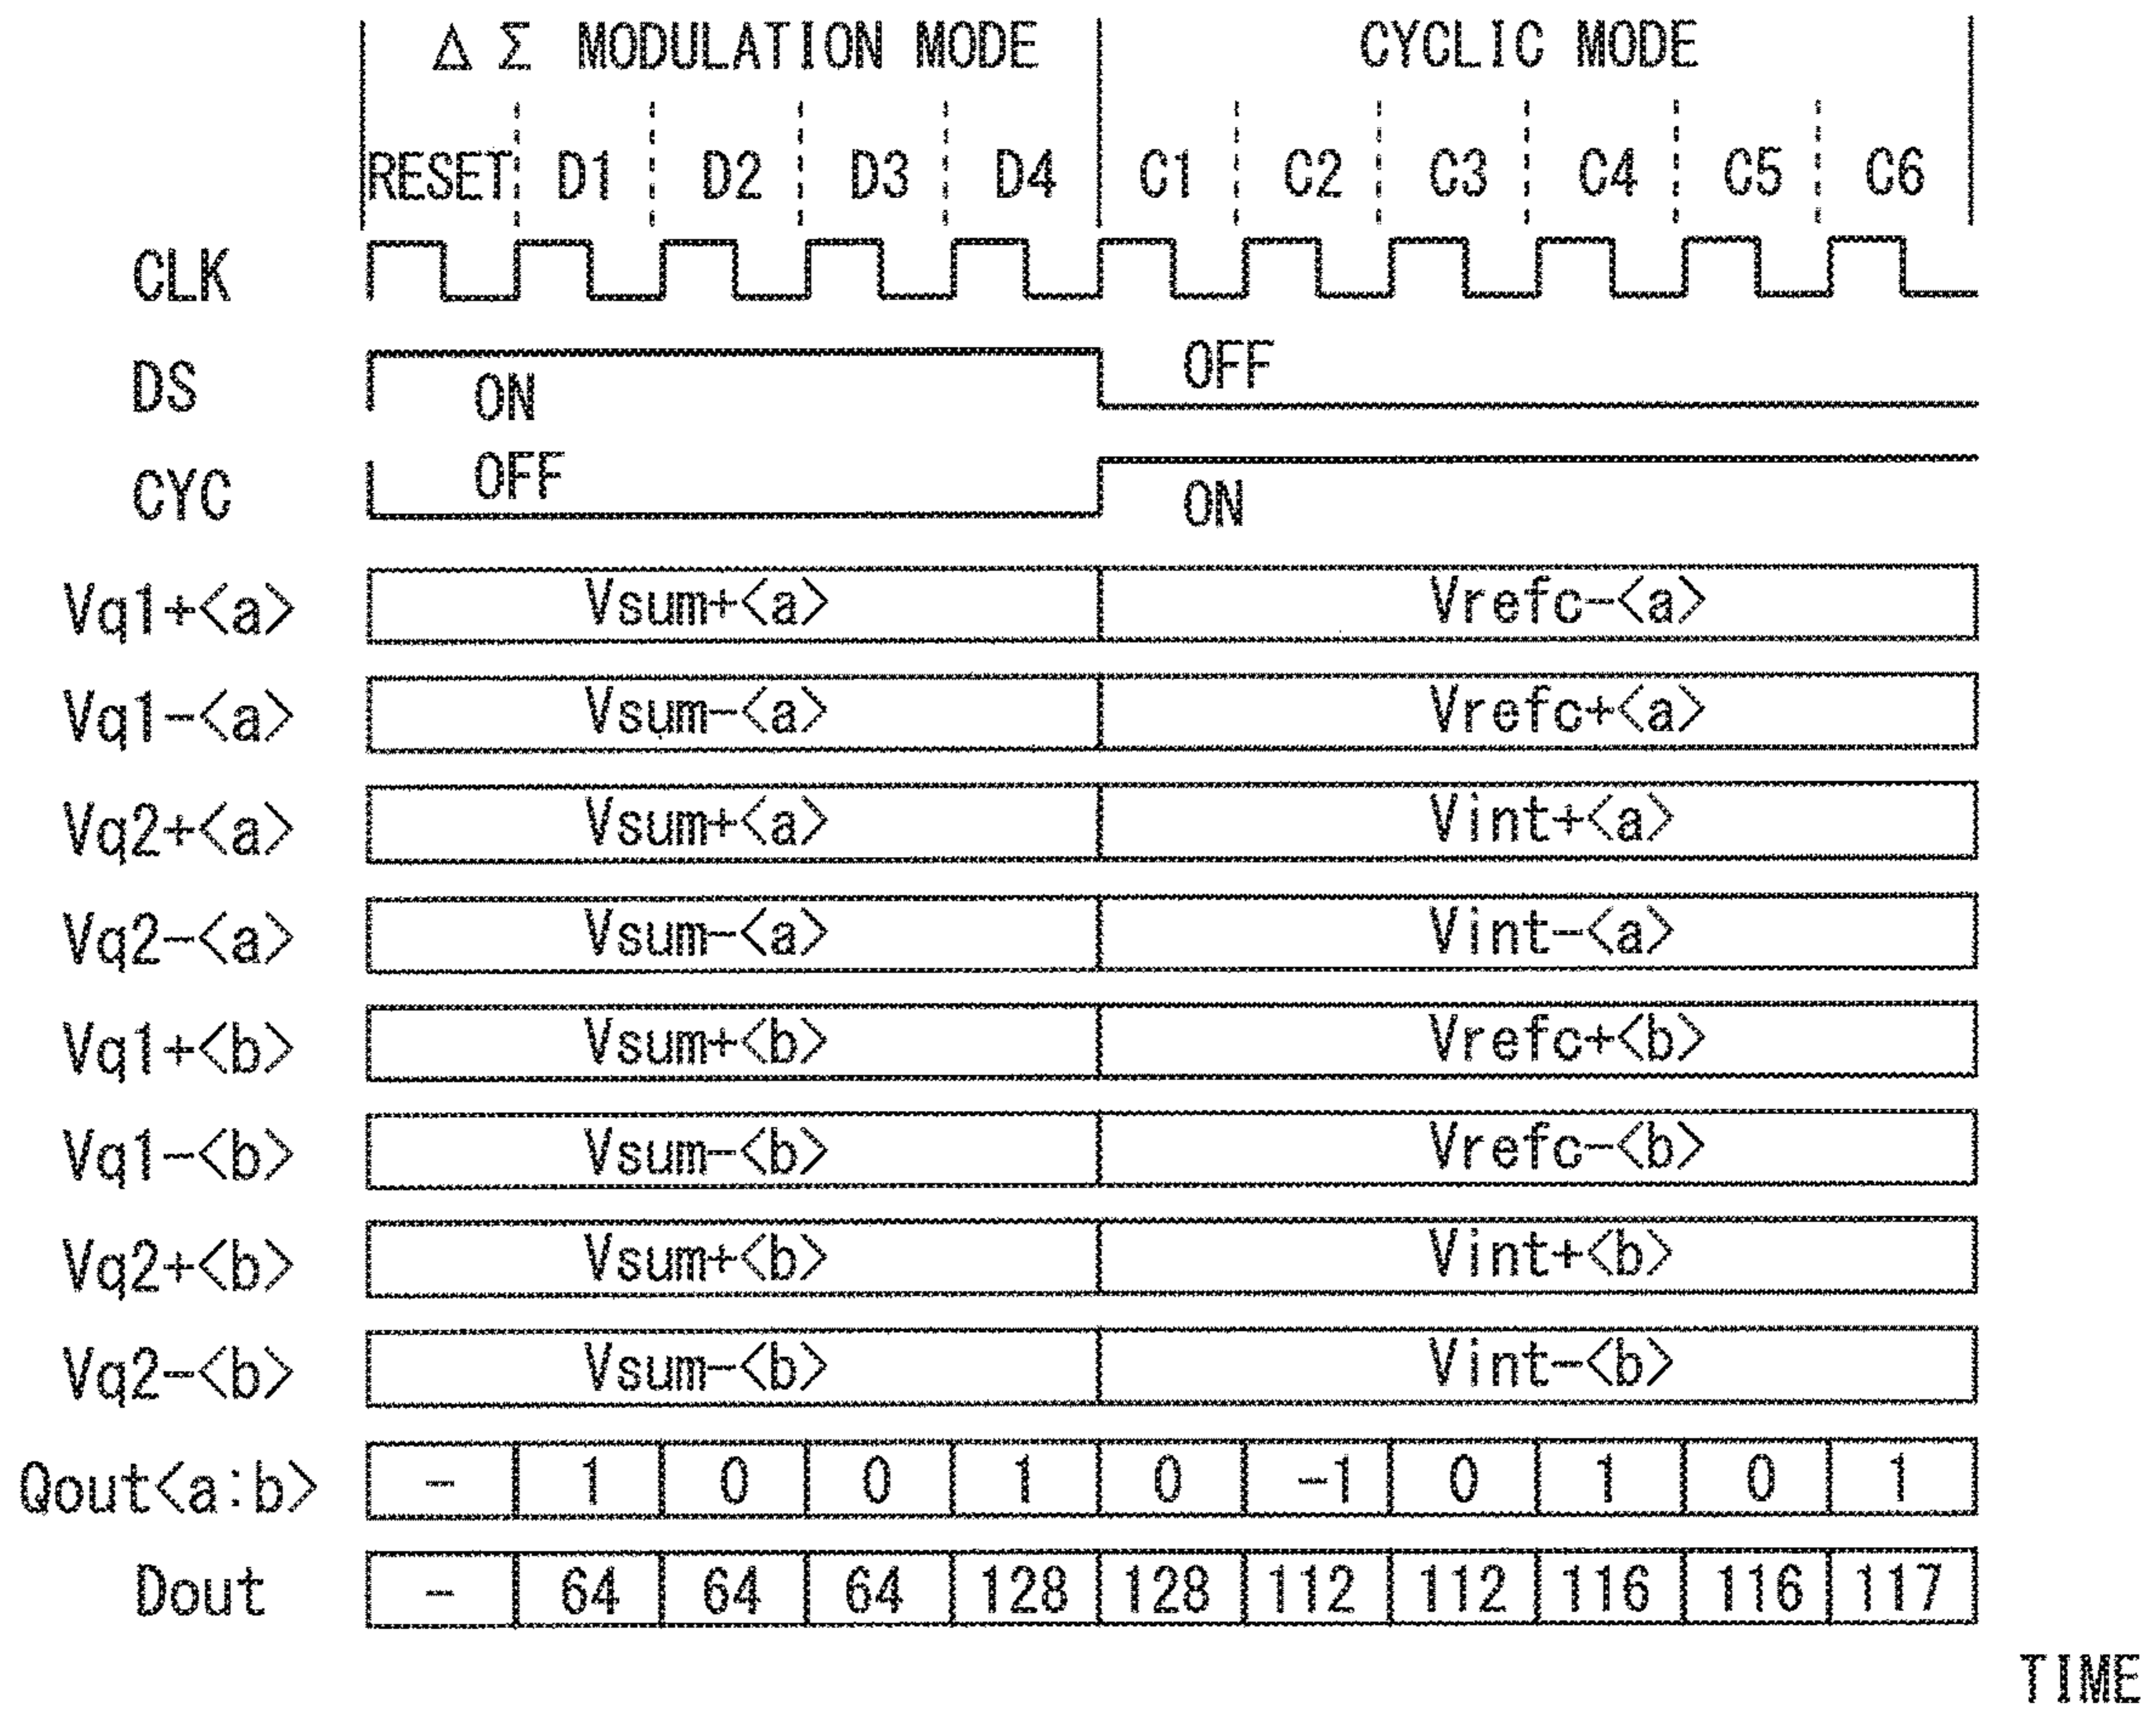 Δ Σ MODULATION MODE CYCLIC MODE
RESET D1 D2 D3 D4 C1 C2 C3 C4 C5 C6
CLK
DS ON OFF
CYC OFF ON
Vq1+<a> Vsum+<a> Vrefc-<a>
Vq1-<a> Vsum-<a> Vrefc+<a>
Vq2+<a> Vsum+<a> Vint+<a>
Vq2-<a> Vsum-<a> Vint-<a>
Vq1+<b> Vsum+<b> Vrefc+<b>
Vq1-<b> Vsum-<b> Vrefc-<b>
Vq2+<b> Vsum+<b> Vint+<b>
Vq2-<b> Vsum-<b> Vint-<b>
Qout<a:b> - 1 0 0 1 0 -1 0 1 0 1
Dout - 64 64 64 128 128 112 112 116 116 117
TIME